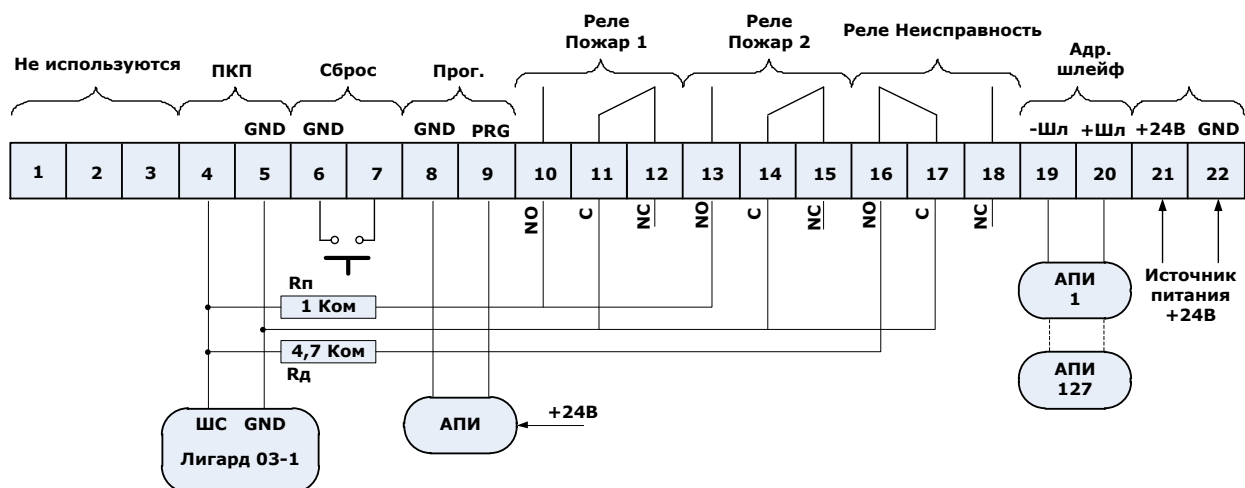 Реле
Пожар 1
Реле
Пожар 2
Реле Неисправность
Адр.
шлейф
Не используются
ПКП
Сброс
Прог.
GND
GND
GND
PRG
-Шл
+Шл
+24В
GND
1
2
3
4
5
6
7
8
9
10
11
12
13
14
15
16
17
18
19
20
21
22
NO
C
NC
NO
C
NC
NO
C
NC
Rп
1 Ком
4,7 Ком
Rд
АПИ
1
Источник
питания
+24В
АПИ
127
ШС GND
Лигард 03-1
АПИ
+24В